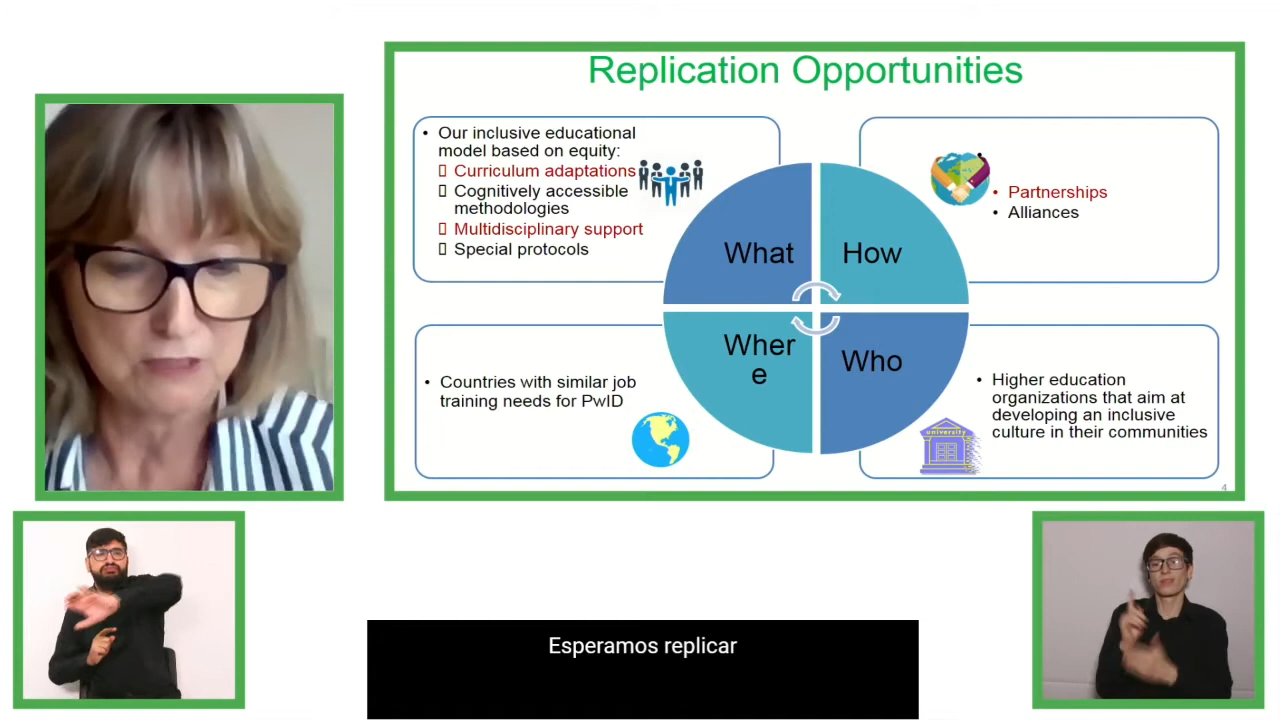 Replication Opportunities
• Our inclusive educational
model based on equity:
▯ Curriculum adaptations
▯ Cognitively accessible
methodologies
▯ Multidisciplinary support
▯ Special protocols
• Partnerships
• Alliances
What
How
Wher
e
Who
• Countries with similar job
training needs for PwID
• Higher education
organizations that aim at
developing an inclusive
culture in their communities
university
4
Esperamos replicar